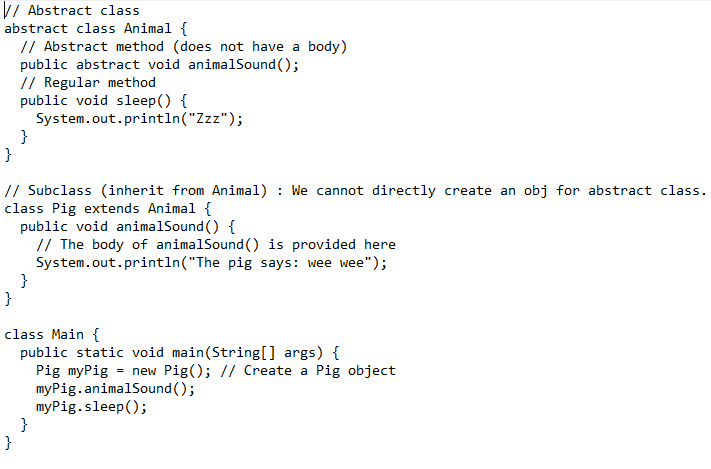 // Abstract class
abstract class Animal {
  // Abstract method (does not have a body)
  public abstract void animalSound();
  // Regular method
  public void sleep() {
    System.out.println("Zzz");
  }
}

// Subclass (inherit from Animal) : We cannot directly create an obj for abstract class.
class Pig extends Animal {
  public void animalSound() {
    // The body of animalSound() is provided here
    System.out.println("The pig says: wee wee");
  }
}

class Main {
  public static void main(String[] args) {
    Pig myPig = new Pig(); // Create a Pig object
    myPig.animalSound();
    myPig.sleep();
  }
}